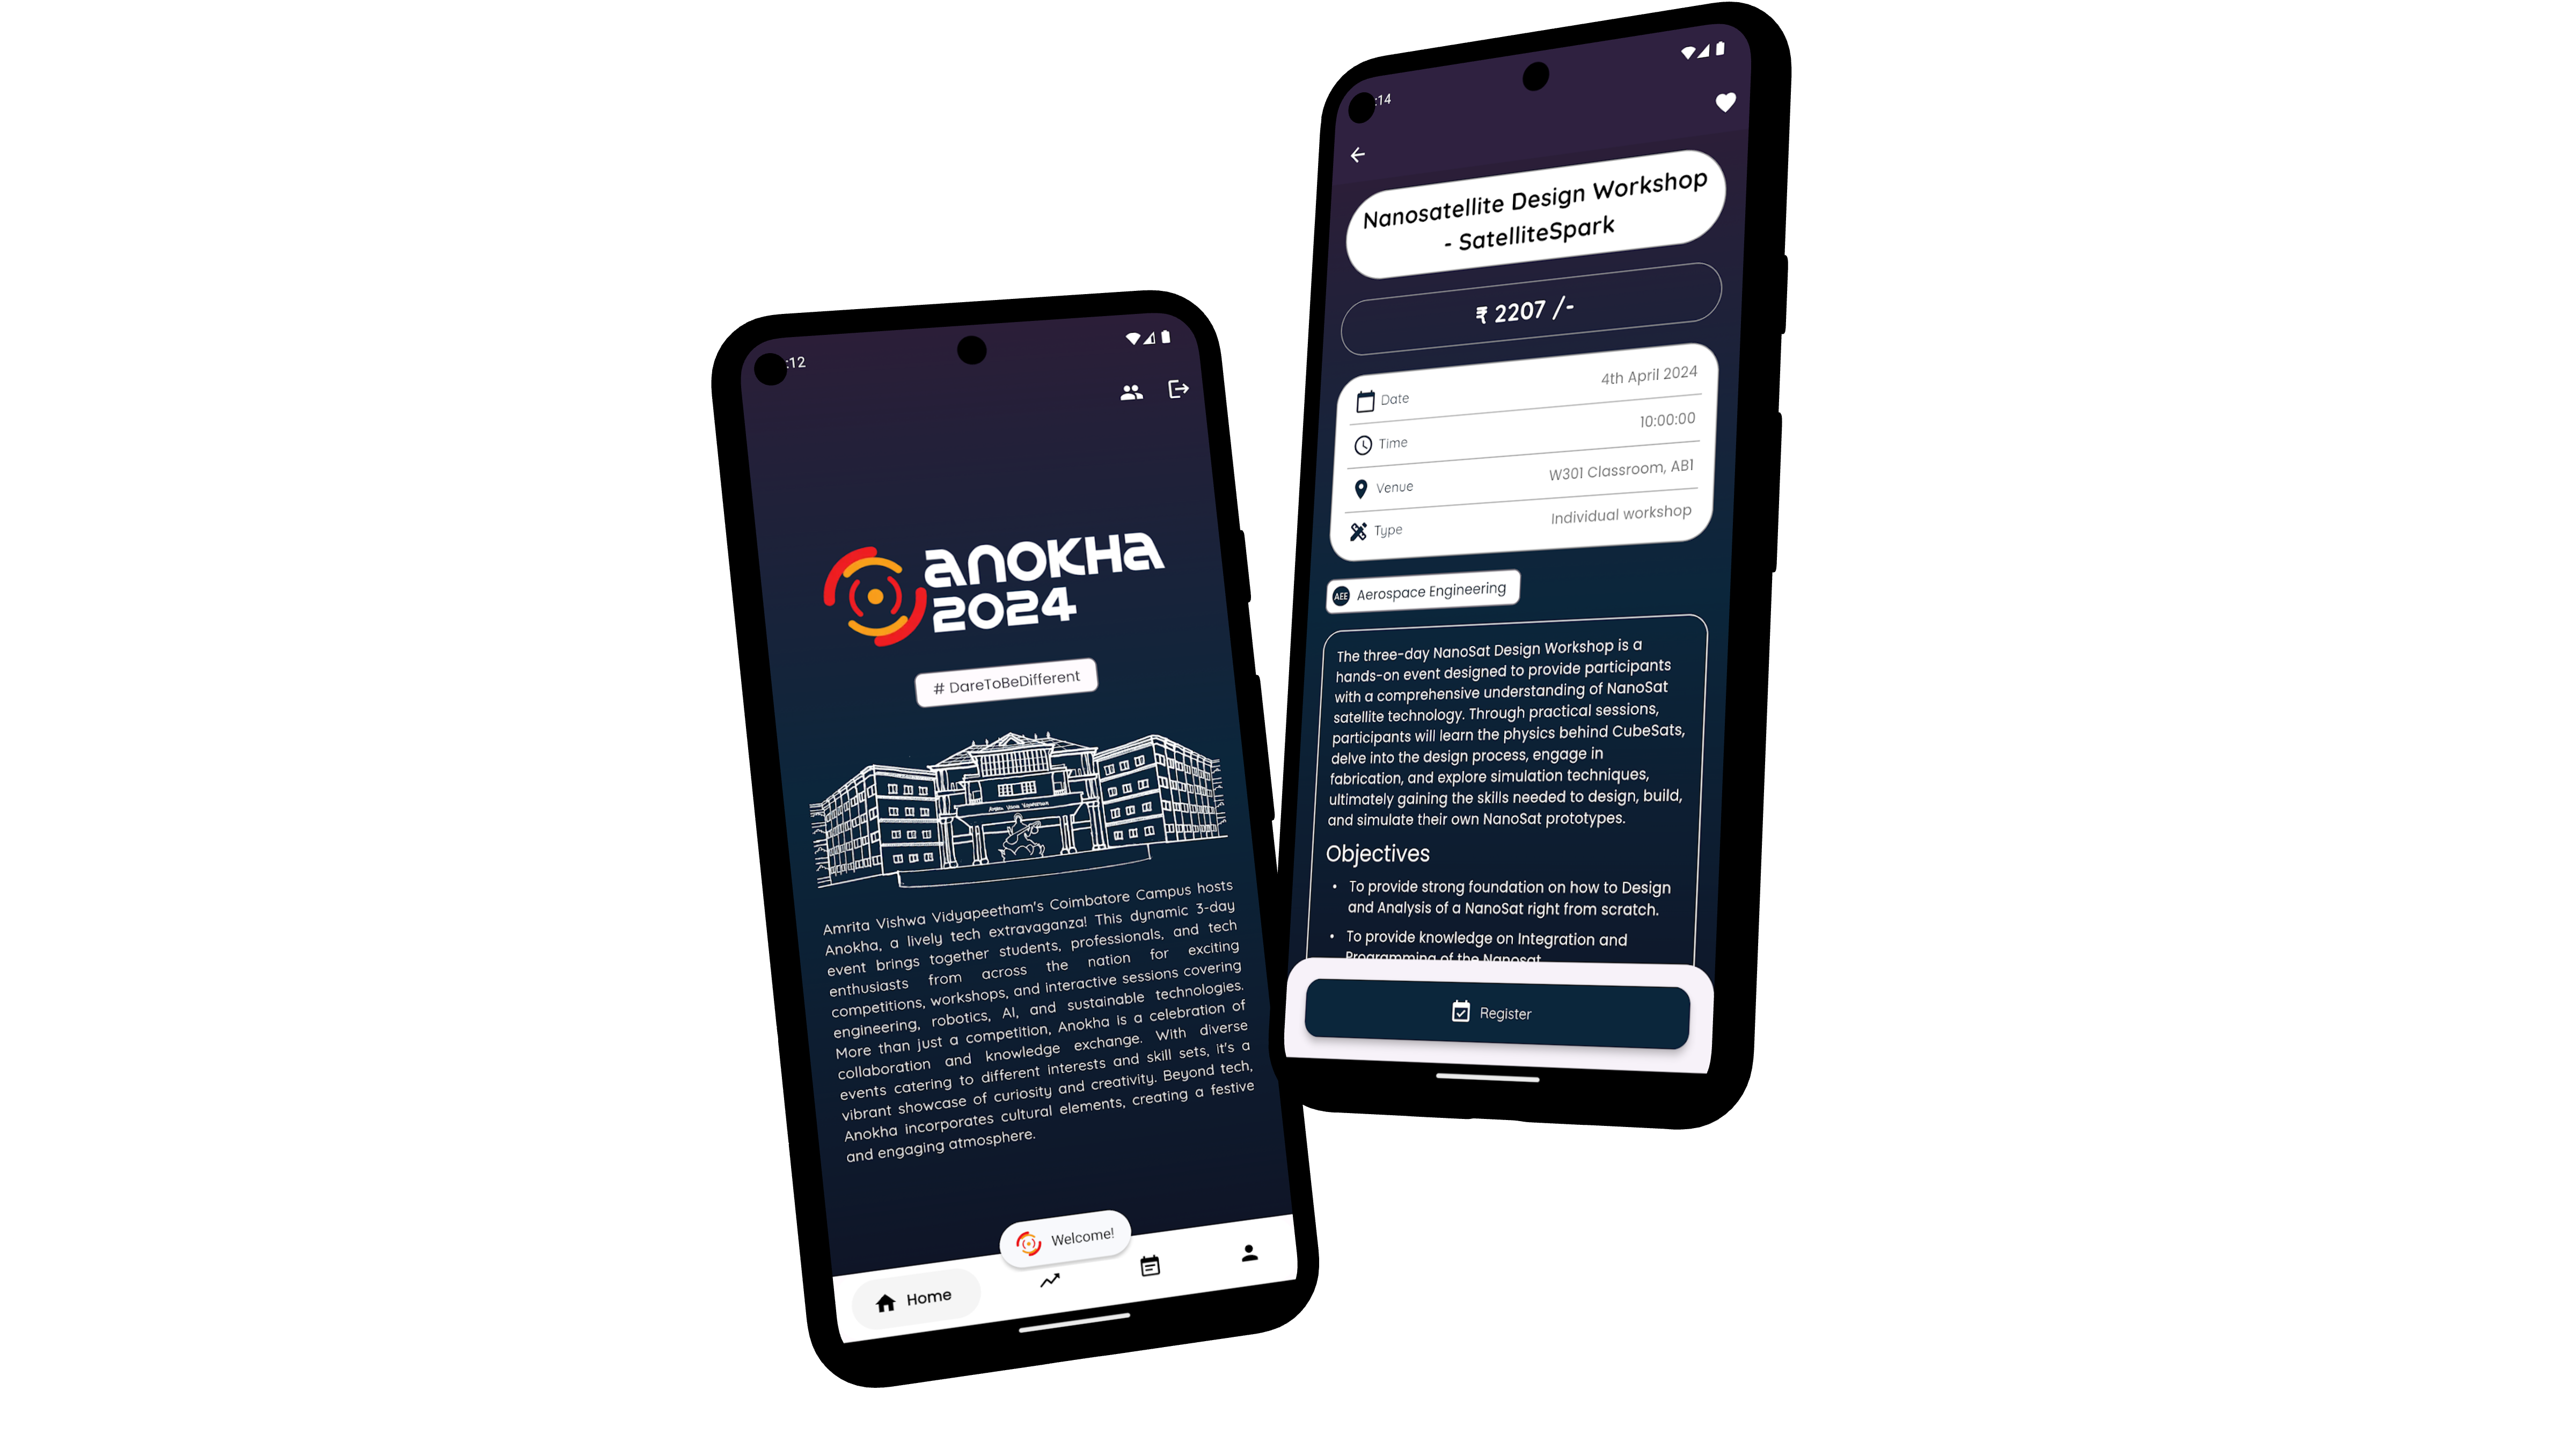 :12
ANOKHA
2024
# DareToBeDifferent
Amrita Vishwa Vidyapeetham
Amrita Vishwa Vidyapeetham's Coimbatore Campus hosts
Anokha, a lively tech extravaganza! This dynamic 3-day
event brings together students, professionals, and tech
enthusiasts from across the nation for exciting
competitions, workshops, and interactive sessions covering
engineering, robotics, AI, and sustainable technologies.
More than just a competition, Anokha is a celebration of
collaboration and knowledge exchange. With diverse
events catering to different interests and skill sets, it's a
vibrant showcase of curiosity and creativity. Beyond tech,
Anokha incorporates cultural elements, creating a festive
and engaging atmosphere.
Welcome!
Home
:14
Nanosatellite Design Workshop
- SatelliteSpark
₹ 2207 /-
Date 4th April 2024
Time 10:00:00
Venue W301 Classroom, AB1
Type Individual workshop
AEE Aerospace Engineering
The three-day NanoSat Design Workshop is a
hands-on event designed to provide participants
with a comprehensive understanding of NanoSat
satellite technology. Through practical sessions,
participants will learn the physics behind CubeSats,
delve into the design process, engage in
fabrication, and explore simulation techniques,
ultimately gaining the skills needed to design, build,
and simulate their own NanoSat prototypes.
Objectives
• To provide strong foundation on how to Design
and Analysis of a NanoSat right from scratch.
• To provide knowledge on Integration and
Programming of the Nanosat
Register